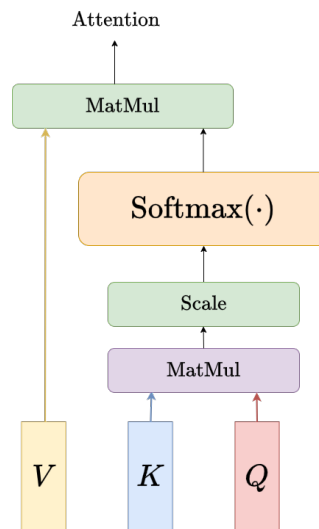 Attention
MatMul
Softmax(·)
Scale
MatMul
V K Q